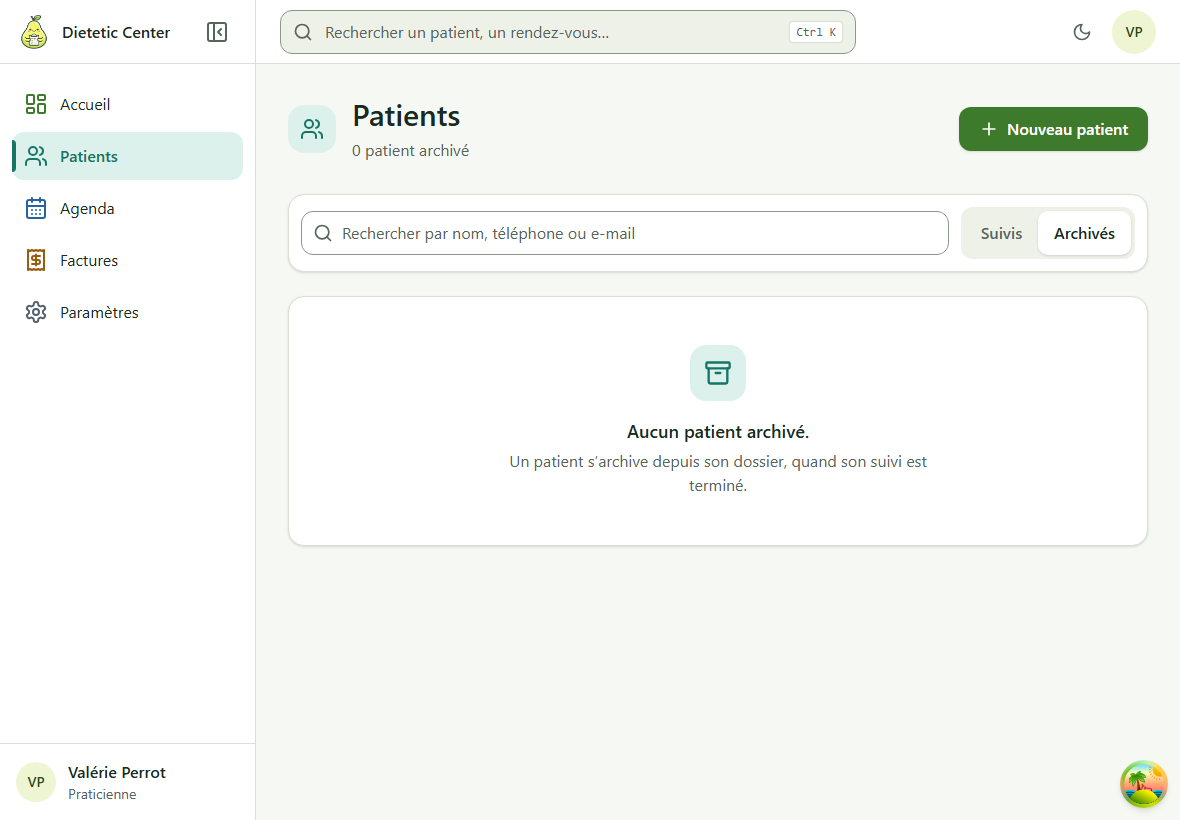 Dietetic Center
Rechercher un patient, un rendez-vous...
Ctrl K
VP
Accueil
Patients
Agenda
Factures
Paramètres
Patients
0 patient archivé
Nouveau patient
Rechercher par nom, téléphone ou e-mail
Suivis
Archivés
Aucun patient archivé.
Un patient s’archive depuis son dossier, quand son suivi est
terminé.
VP
Valérie Perrot
Praticienne